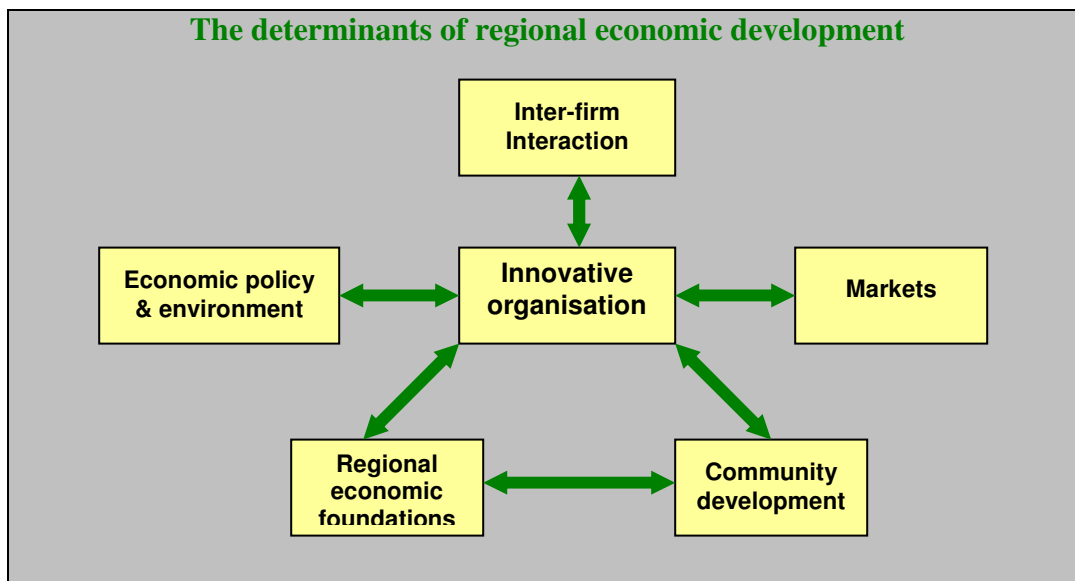 The determinants of regional economic development
Inter-firm
Interaction
Economic policy
& environment
Innovative
organisation
Markets
Regional
economic
foundations
Community
development